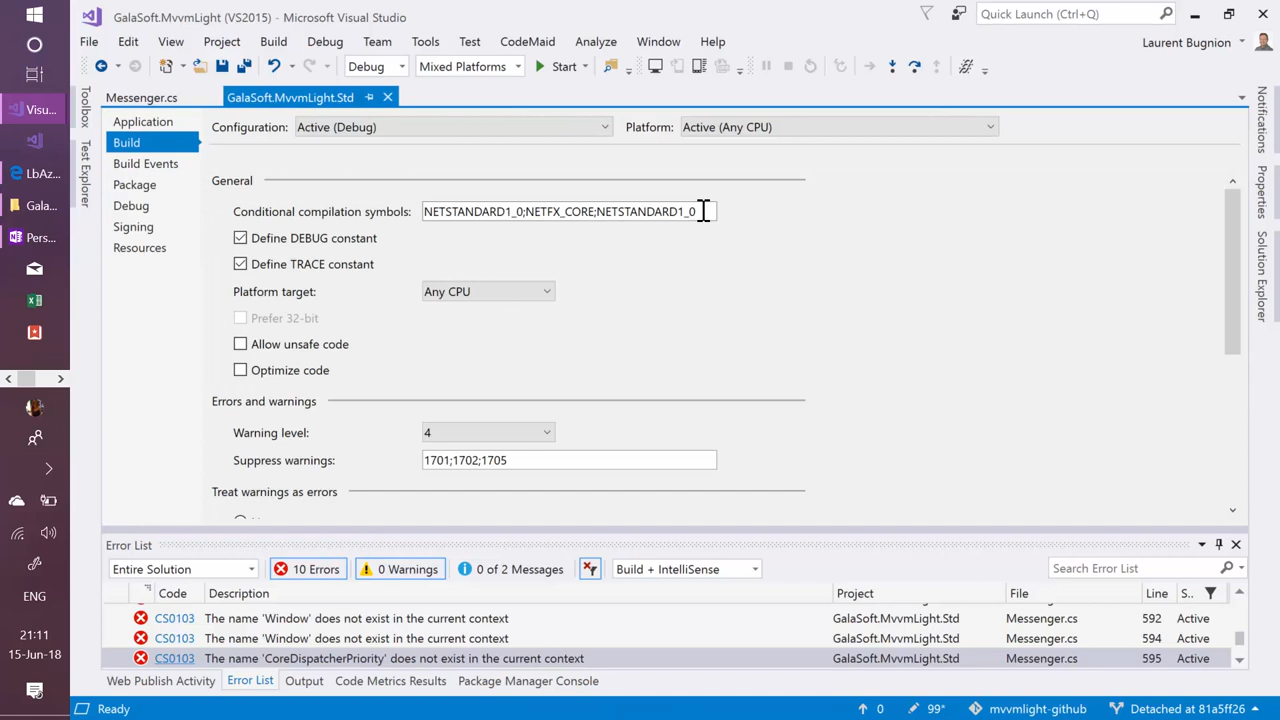 GalaSoft.MvvmLight (VS2015) - Microsoft Visual Studio
Quick Launch (Ctrl+Q)
File Edit View Project Build Debug Team Tools Test CodeMaid Analyze Window Help
Laurent Bugnion
Debug Mixed Platforms Start
Toolbox
Test Explorer
Messenger.cs GalaSoft.MvvmLight.Std
Application
Build
Build Events
Package
Debug
Signing
Resources
Configuration: Active (Debug) Platform: Active (Any CPU)
General
Conditional compilation symbols: NETSTANDARD1_0;NETFX_CORE;NETSTANDARD1_0
Define DEBUG constant
Define TRACE constant
Platform target: Any CPU
Prefer 32-bit
Allow unsafe code
Optimize code
Errors and warnings
Warning level: 4
Suppress warnings: 1701;1702;1705
Treat warnings as errors
Notifications
Properties
Solution Explorer
Error List
Entire Solution 10 Errors 0 Warnings 0 of 2 Messages Build + IntelliSense Search Error List
Code Description Project File Line S..
CS0103 The name 'Window' does not exist in the current context GalaSoft.MvvmLight.Std Messenger.cs 592 Active
CS0103 The name 'Window' does not exist in the current context GalaSoft.MvvmLight.Std Messenger.cs 594 Active
CS0103 The name 'CoreDispatcherPriority' does not exist in the current context GalaSoft.MvvmLight.Std Messenger.cs 595 Active
Web Publish Activity Error List Output Code Metrics Results Package Manager Console
Ready 0 99* mvvmlight-github Detached at 81a5ff26
Visu...
LbAz...
Gala...
Pers...
ENG
21:11
15-Jun-18